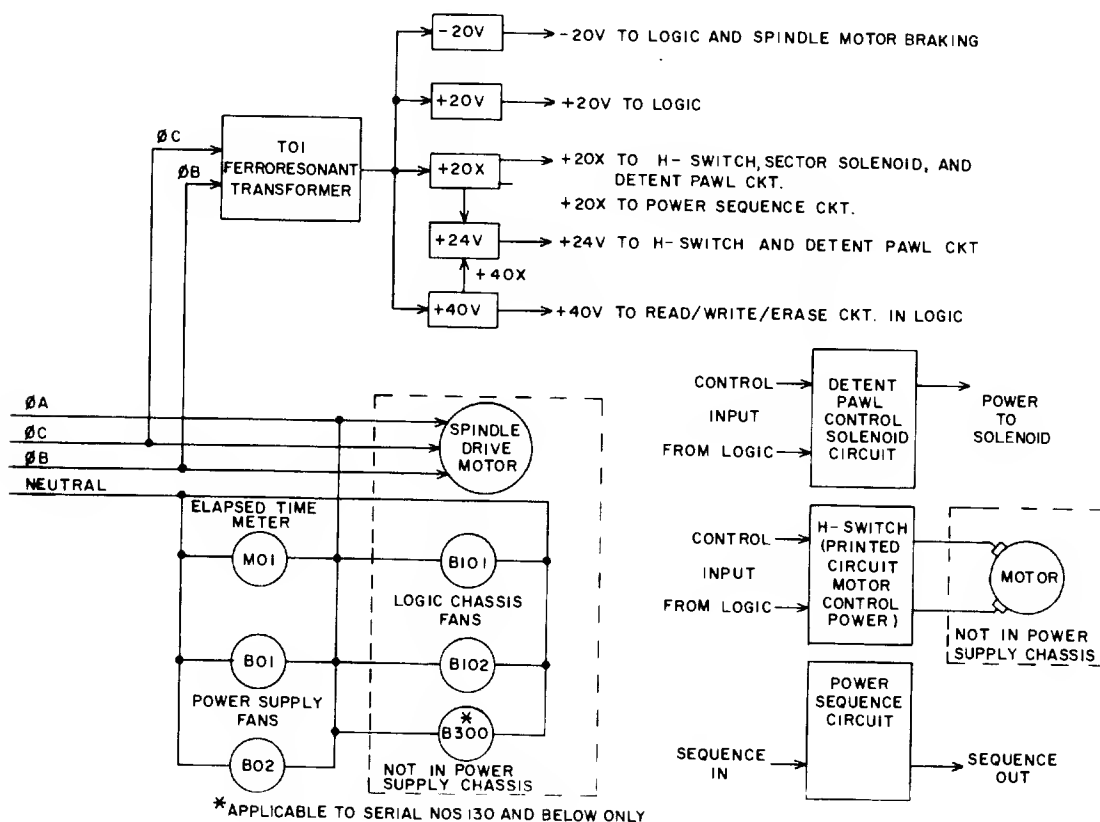 -20V
-20V TO LOGIC AND SPINDLE MOTOR BRAKING
+20V
+20V TO LOGIC
ØC
ØB
TO1
FERRORESONANT
TRANSFORMER
+20X
+20X TO H-SWITCH, SECTOR SOLENOID, AND
DETENT PAWL CKT.
+20X TO POWER SEQUENCE CKT.
+24V
+24V TO H-SWITCH AND DETENT PAWL CKT
+40X
+40V
+40V TO READ/WRITE/ERASE CKT. IN LOGIC
ØA
ØC
ØB
NEUTRAL
SPINDLE
DRIVE
MOTOR
ELAPSED TIME
METER
MO1
B101
LOGIC CHASSIS
FANS
BO1
B102
POWER SUPPLY
FANS
BO2
*
B300
NOT IN POWER
SUPPLY CHASSIS
*APPLICABLE TO SERIAL NOS 130 AND BELOW ONLY
CONTROL
INPUT
FROM LOGIC
DETENT
PAWL
CONTROL
SOLENOID
CIRCUIT
POWER
TO
SOLENOID
CONTROL
INPUT
FROM LOGIC
H-SWITCH
(PRINTED
CIRCUIT
MOTOR
CONTROL
POWER)
MOTOR
NOT IN POWER
SUPPLY CHASSIS
POWER
SEQUENCE
CIRCUIT
SEQUENCE
IN
SEQUENCE
OUT